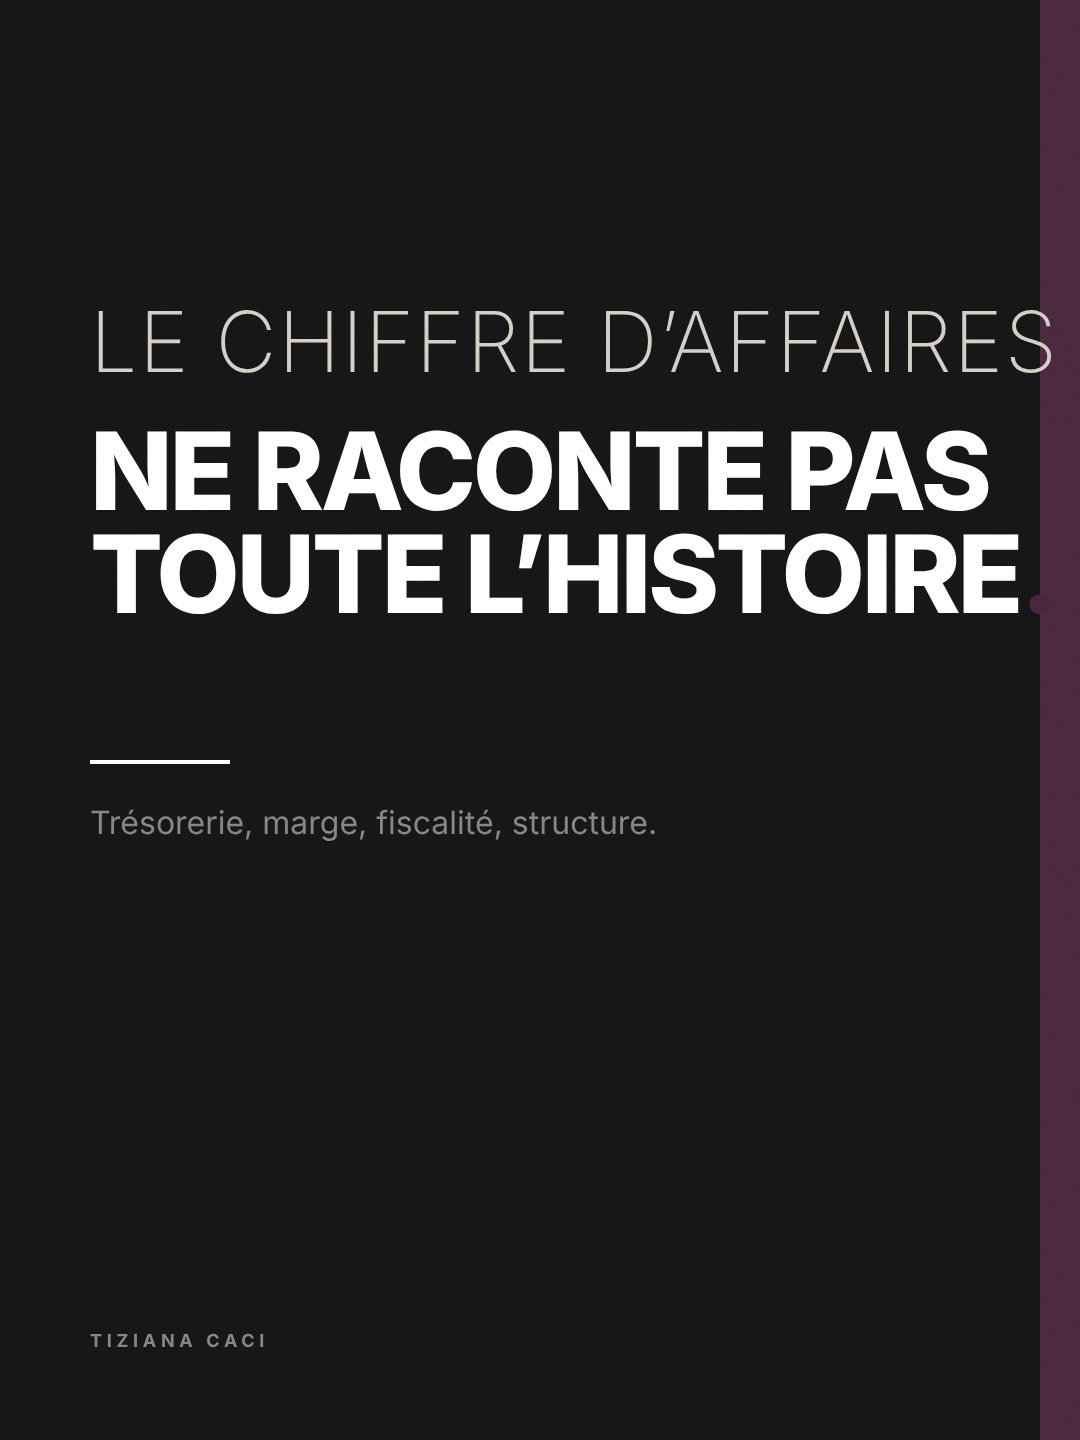 LE CHIFFRE D’AFFAIRES
NE RACONTE PAS
TOUTE L’HISTOIRE.
Trésorerie, marge, fiscalité, structure.
TIZIANA CACI